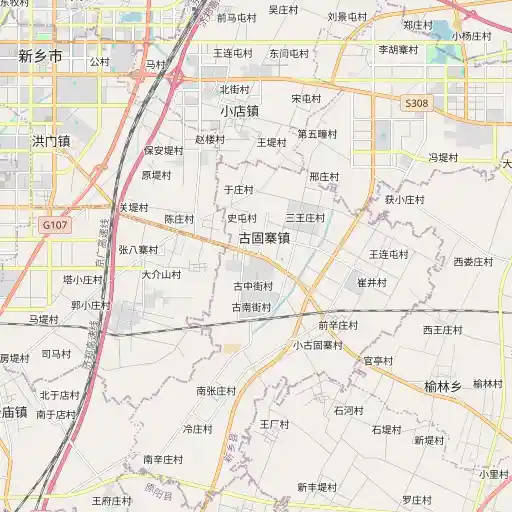 东牧村
前马屯村
吴庄村
刘景屯村
郑庄村
小杨庄村
新乡市
公村
马村
王连屯村
东闫屯村
李胡寨村
北街村
宋屯村
S308
小店镇
洪门镇
赵楼村
第五疃村
王堤村
保安堤村
冯堤村
原堤村
邢庄村
于庄村
获小庄村
关堤村
陈庄村
史屯村
三王庄村
G107
古固寨镇
张八寨村
王连屯村
西娄庄村
塔小庄村
大介山村
古中街村
崔井村
郭小庄村
古南街村
马堤村
前辛庄村
西王庄村
房堤村
司马村
小古固寨村
官亭村
北于店村
南张庄村
榆林乡
榆林村
庙镇
南于店村
石河村
冷庄村
王厂村
石堤村
新堤村
新乡县
南辛庄村
小里村
原阳县
新丰堤村
王府庄村
罗庄村